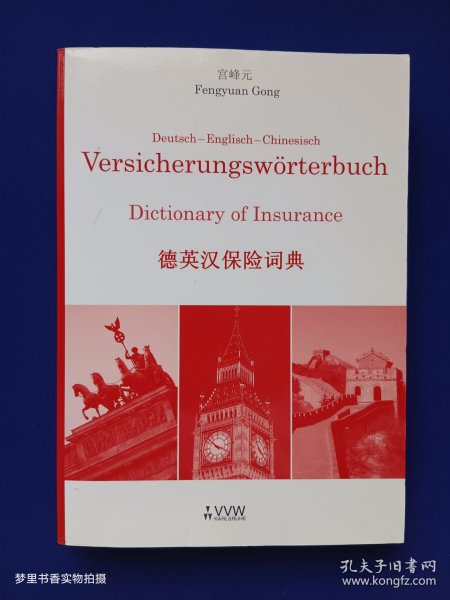 宫峰元
Fengyuan Gong
Deutsch–Englisch–Chinesisch
Versicherungswörterbuch
Dictionary of Insurance
德英汉保险词典
VVW
KARLSRUHE
梦里书香实物拍摄
孔夫子旧书网
www.kongfz.com